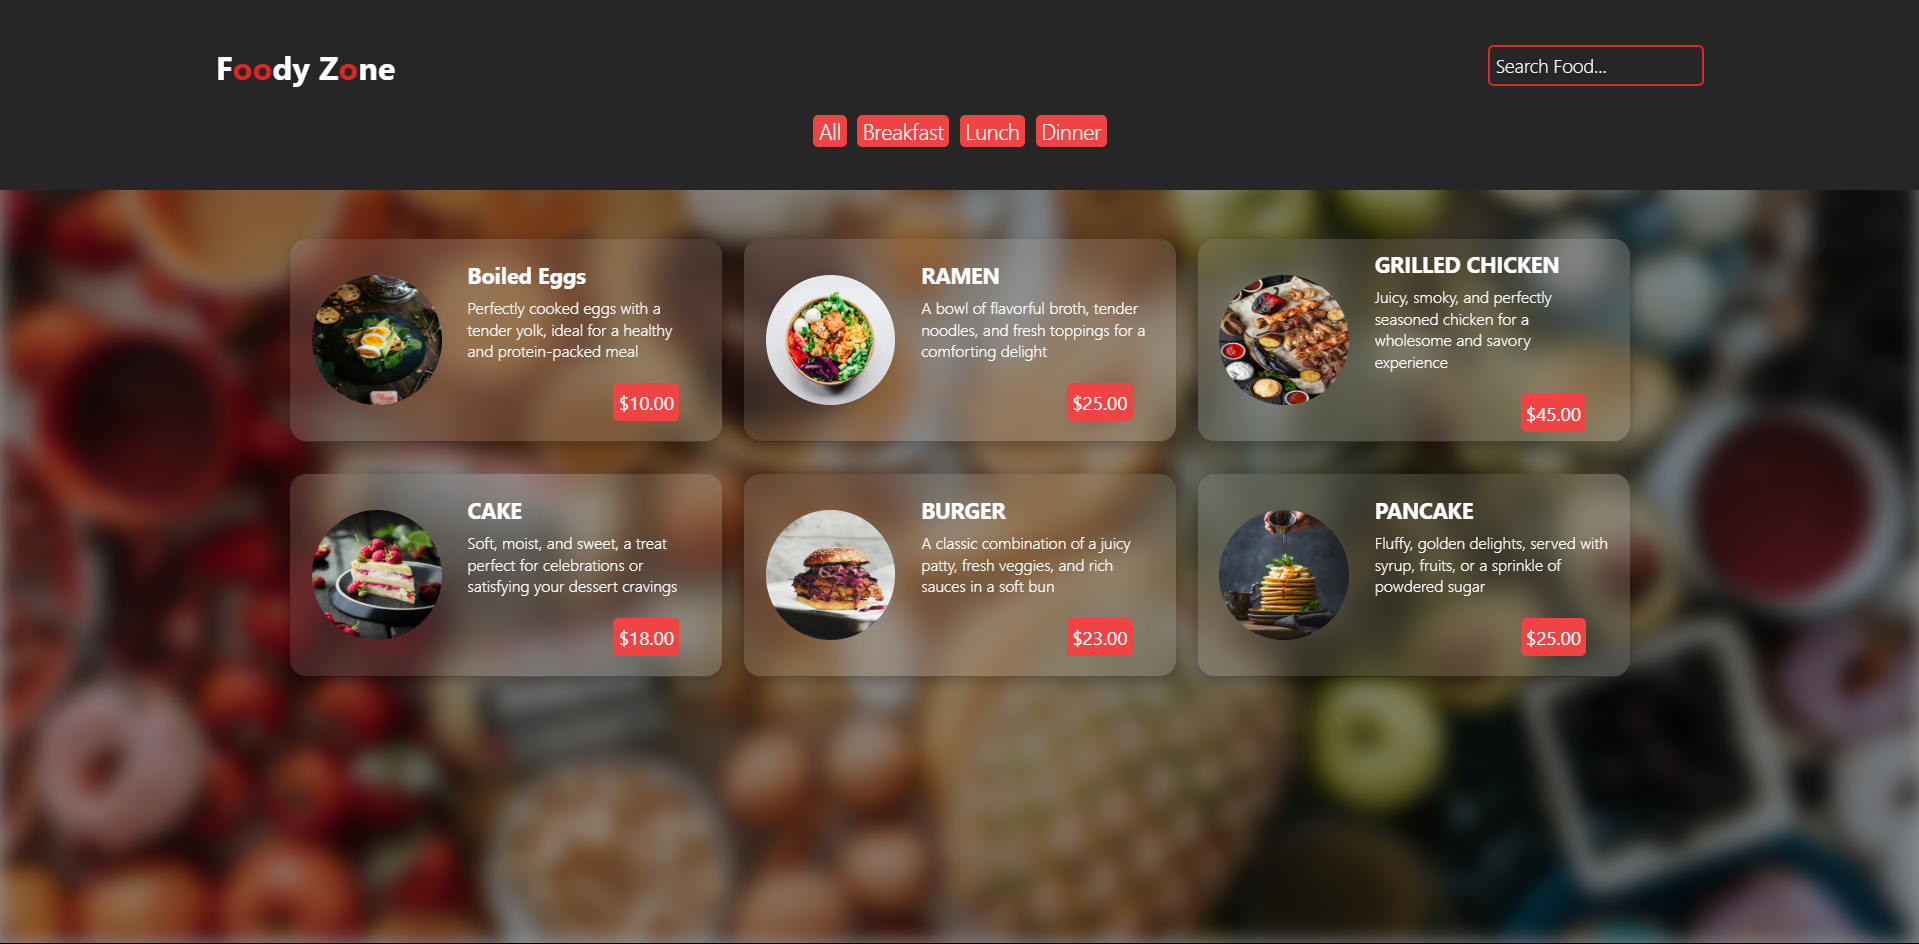 Foody Zone
Search Food...
All
Breakfast
Lunch
Dinner
Boiled Eggs
Perfectly cooked eggs with a
tender yolk, ideal for a healthy
and protein-packed meal
$10.00
RAMEN
A bowl of flavorful broth, tender
noodles, and fresh toppings for a
comforting delight
$25.00
GRILLED CHICKEN
Juicy, smoky, and perfectly
seasoned chicken for a
wholesome and savory
experience
$45.00
CAKE
Soft, moist, and sweet, a treat
perfect for celebrations or
satisfying your dessert cravings
$18.00
BURGER
A classic combination of a juicy
patty, fresh veggies, and rich
sauces in a soft bun
$23.00
PANCAKE
Fluffy, golden delights, served with
syrup, fruits, or a sprinkle of
powdered sugar
$25.00